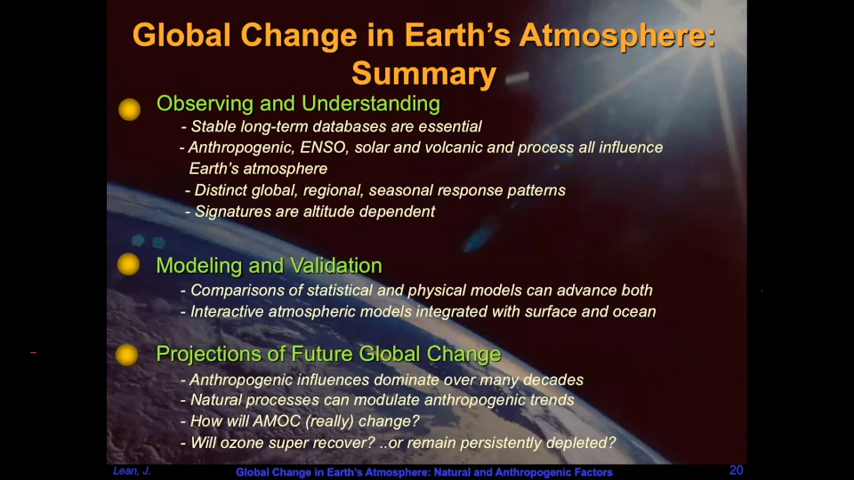 Global Change in Earth's Atmosphere:
Summary
Observing and Understanding
- Stable long-term databases are essential
- Anthropogenic, ENSO, solar and volcanic and process all influence
Earth's atmosphere
- Distinct global, regional, seasonal response patterns
- Signatures are altitude dependent
Modeling and Validation
- Comparisons of statistical and physical models can advance both
- Interactive atmospheric models integrated with surface and ocean
Projections of Future Global Change
- Anthropogenic influences dominate over many decades
- Natural processes can modulate anthropogenic trends
- How will AMOC (really) change?
- Will ozone super recover? ..or remain persistently depleted?
Lean, J. Global Change in Earth's Atmosphere: Natural and Anthropogenic Factors 20